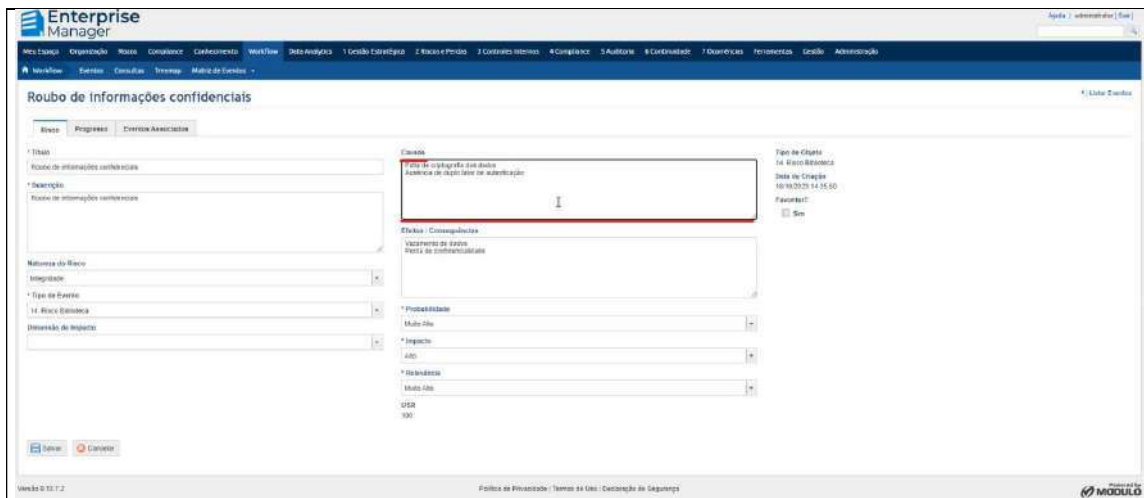 Enterprise
Manager
Ajuda | administrator | Sair
Meu Espaço Organização Riscos Compliance Conhecimento Workflow Data Analytics 1 Gestão Estratégica 2 Riscos e Perdas 3 Controles Internos 4 Compliance 5 Auditoria 6 Continuidade 7 Ocorrências Ferramentas Gestão Administração
Workflow Eventos Consultas Treemap Matriz de Eventos
Roubo de informações confidenciais
Listar Eventos
Risco Progresso Eventos Associados
* Título
Roubo de informações confidenciais
* Descrição
Roubo de informações confidenciais
Natureza do Risco
Integridade
* Tipo de Evento
14. Risco Biblioteca
Dimensão do Impacto
Causas
Falta de criptografia dos dados
Ausência de duplo fator de autenticação
Efeitos / Consequências
Vazamento de dados
Perda de confidencialidade
* Probabilidade
Muito Alta
* Impacto
Alto
* Relevância
Muito Alta
USR
100
Tipo de Objeto
14. Risco Biblioteca
Data de Criação
Favoritos?
Sim
Salvar Cancelar
Política de Privacidade | Termos de Uso | Declaração de Segurança
Powered by
MODULO